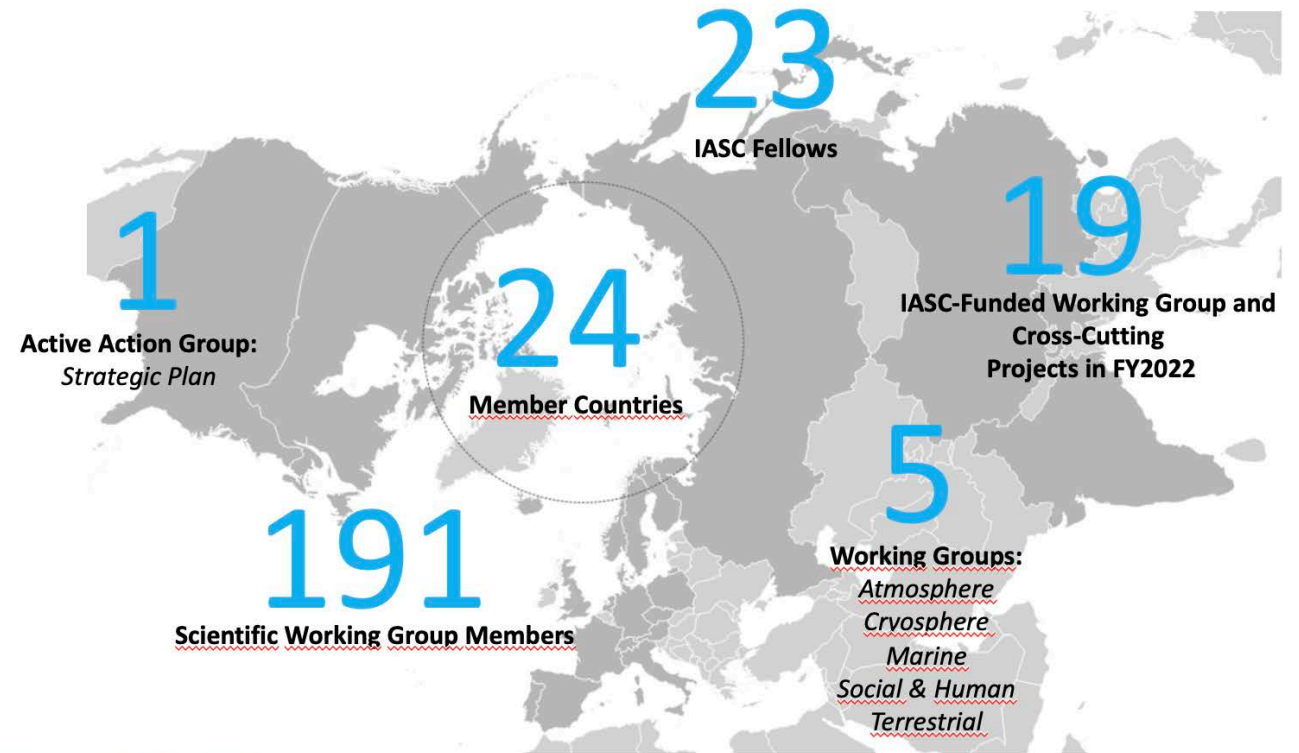 23
IASC Fellows
1
Active Action Group:
Strategic Plan
24
Member Countries
19
IASC-Funded Working Group and
Cross-Cutting
Projects in FY2022
191
Scientific Working Group Members
5
Working Groups:
Atmosphere
Cryosphere
Marine
Social & Human
Terrestrial